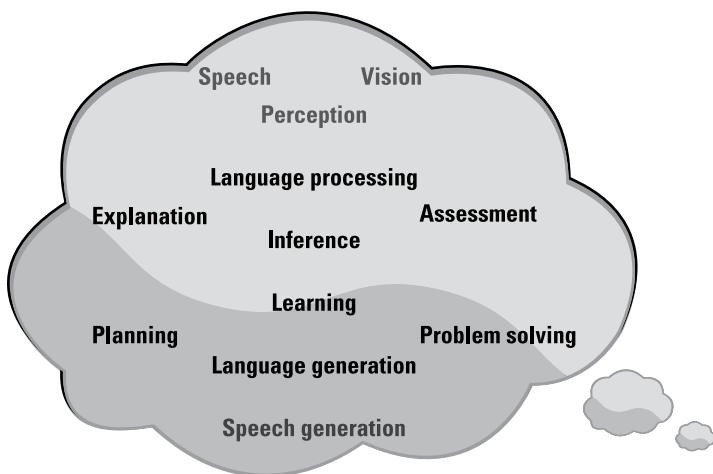 Speech Vision
Perception
Language processing
Explanation Assessment
Inference
Learning
Planning Problem solving
Language generation
Speech generation